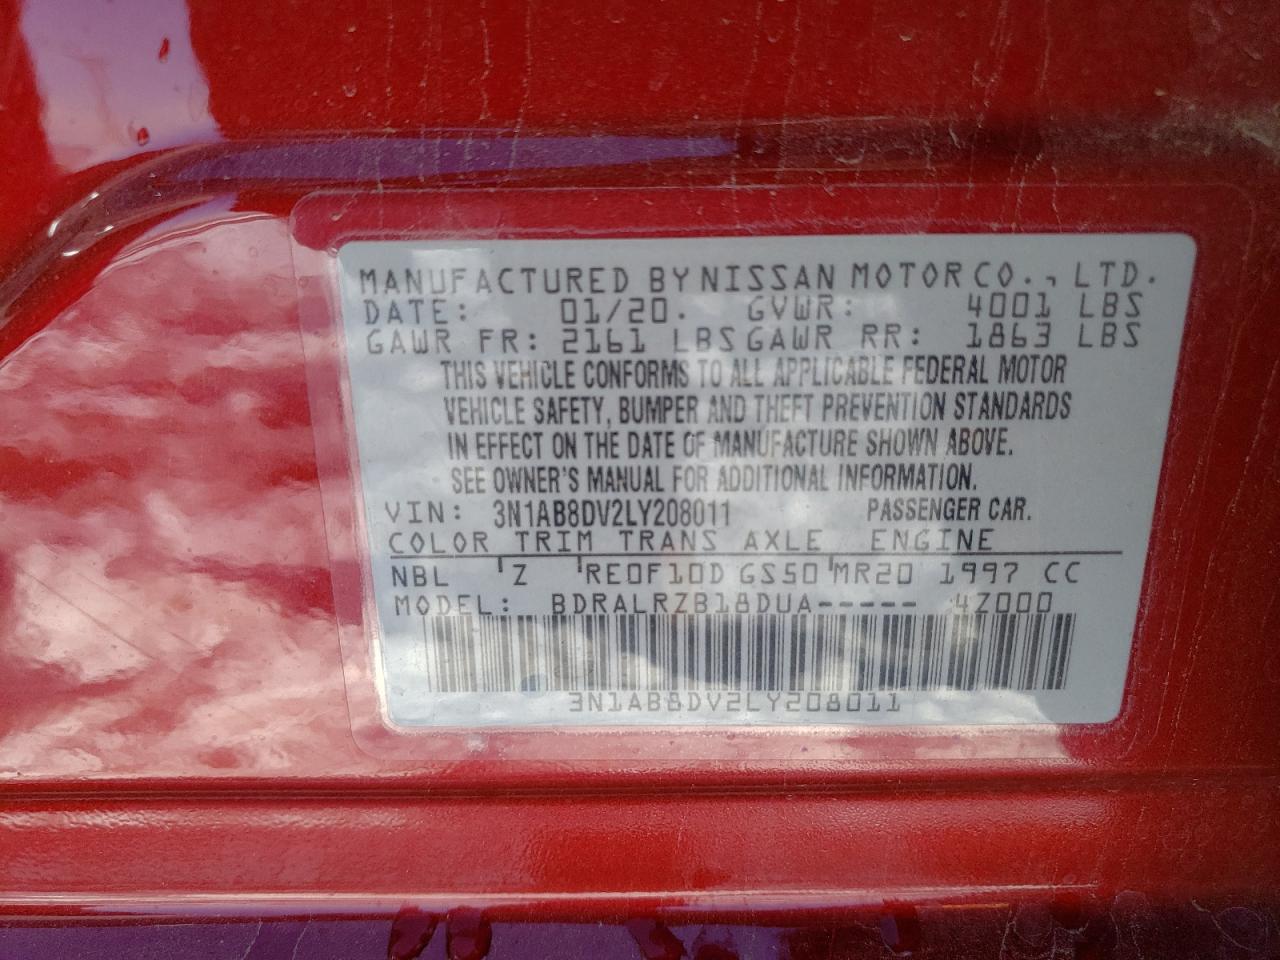 MANUFACTURED BY NISSAN MOTOR CO., LTD.
DATE: 01/20. GVWR: 4001 LBS
GAWR FR: 2161 LBS GAWR RR: 1863 LBS
THIS VEHICLE CONFORMS TO ALL APPLICABLE FEDERAL MOTOR
VEHICLE SAFETY, BUMPER AND THEFT PREVENTION STANDARDS
IN EFFECT ON THE DATE OF MANUFACTURE SHOWN ABOVE.
SEE OWNER'S MANUAL FOR ADDITIONAL INFORMATION.
VIN: 3N1AB8DV2LY208011 PASSENGER CAR.
COLOR TRIM TRANS AXLE ENGINE
NBL Z RE0F10D GS50 MR20 1997 CC
MODEL: BDRALRZB18DUA----- 4Z000
3N1AB8DV2LY208011